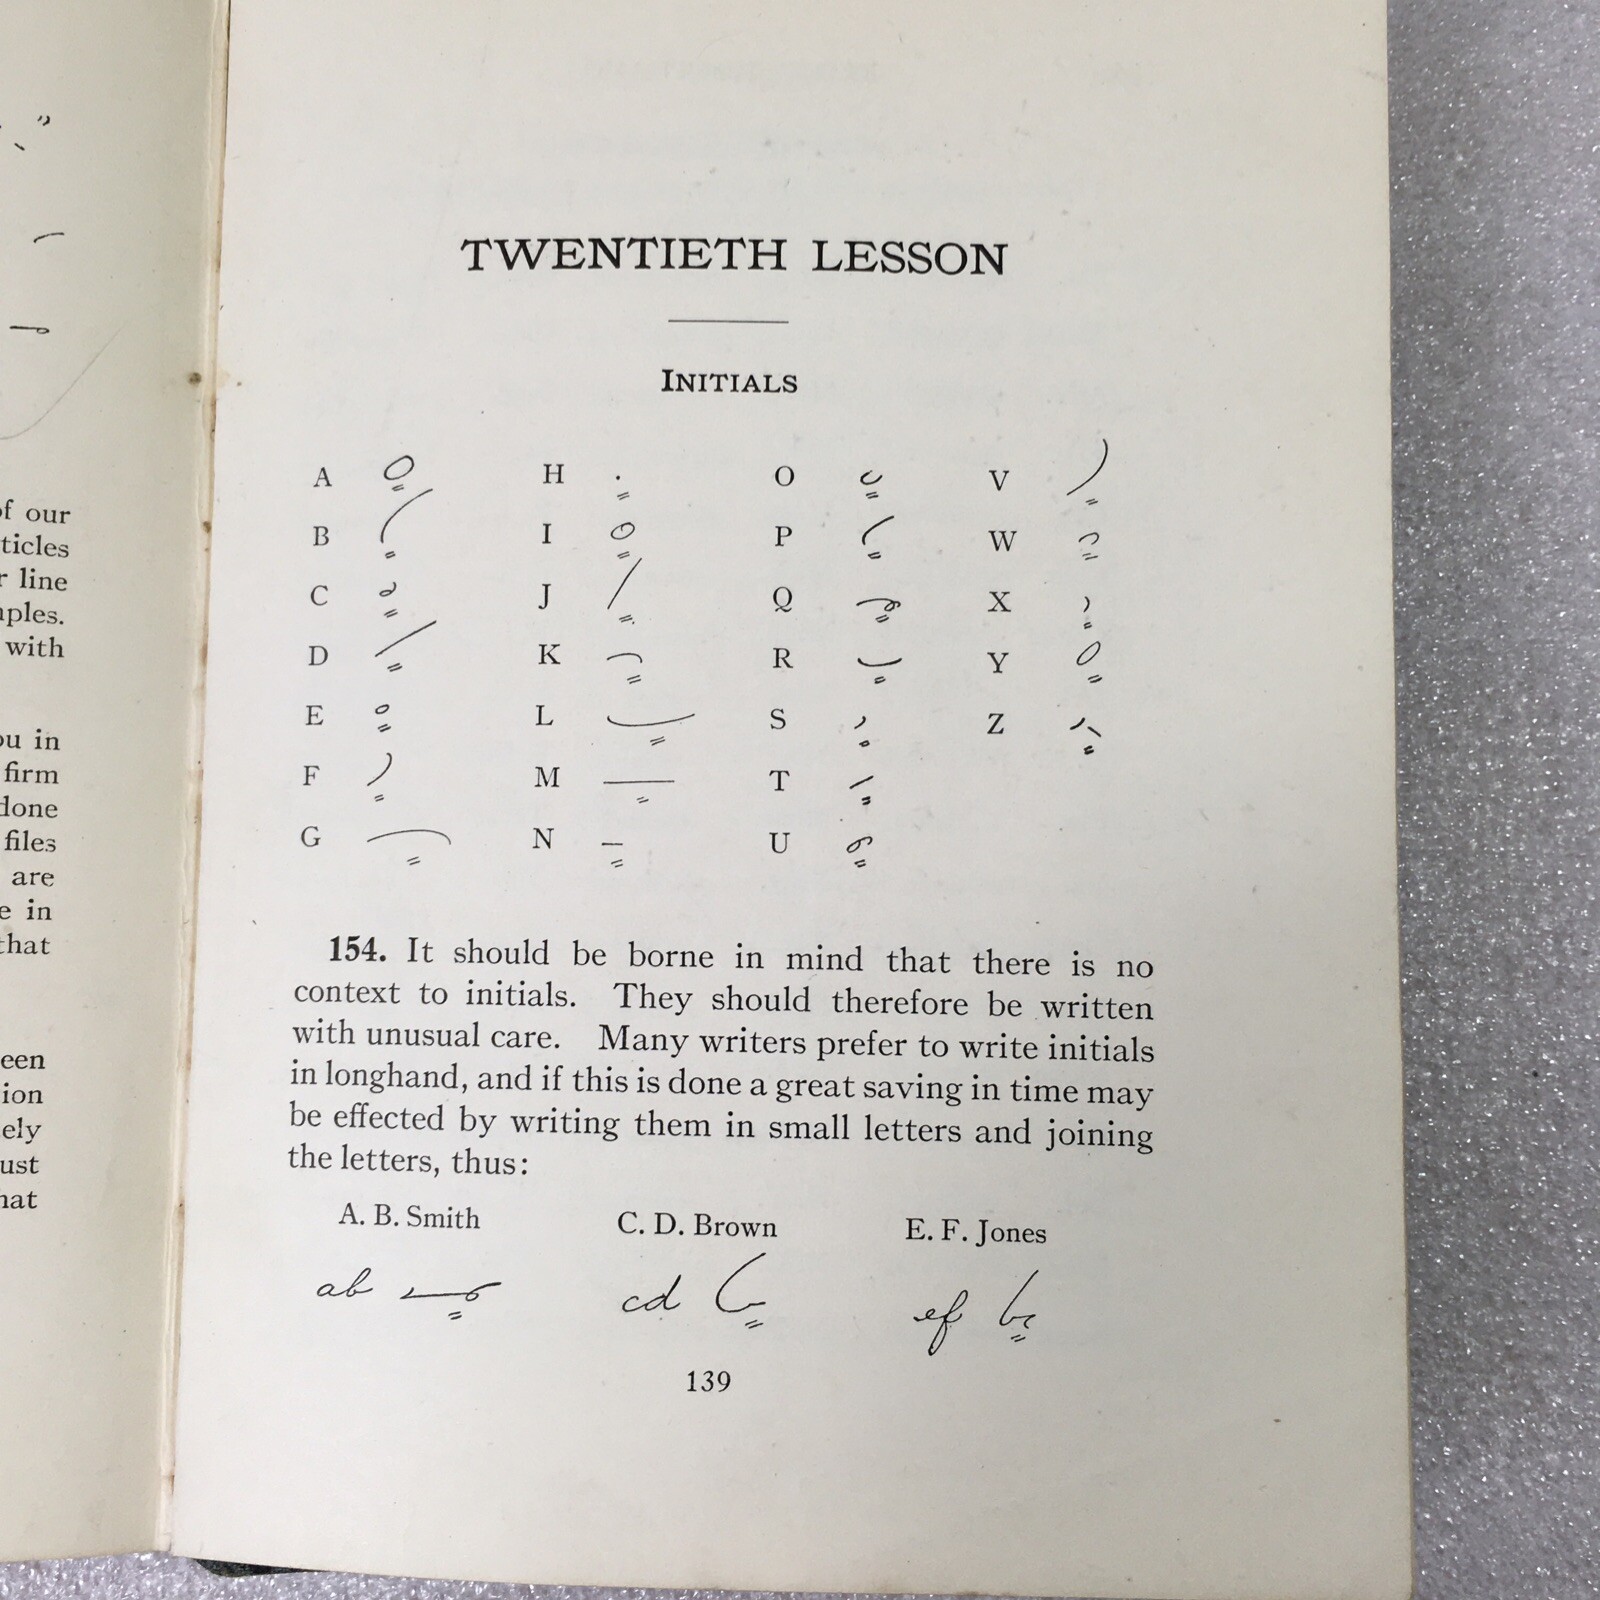 of our
ticles
r line
ples.
with
ou in
firm
done
files
are
e in
that
een
ion
ely
ust
hat
TWENTIETH LESSON
INITIALS
A H O V
B I P W
C J Q X
D K R Y
E L S Z
F M T
G N U
154. It should be borne in mind that there is no
context to initials. They should therefore be written
with unusual care. Many writers prefer to write initials
in longhand, and if this is done a great saving in time may
be effected by writing them in small letters and joining
the letters, thus:
A. B. Smith C. D. Brown E. F. Jones
ab cd ef
139